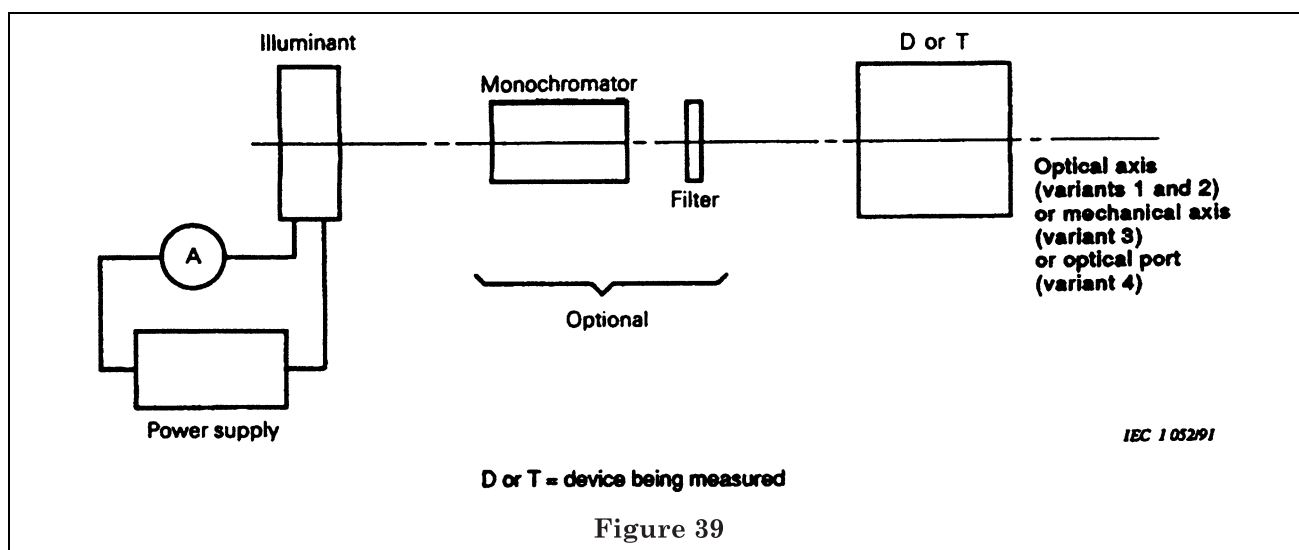 Illuminant
D or T
Monochromator
Filter
Optical axis
(variants 1 and 2)
or mechanical axis
(variant 3)
or optical port
(variant 4)
A
Optional
Power supply
IEC 1 052/91
D or T = device being measured
Figure 39